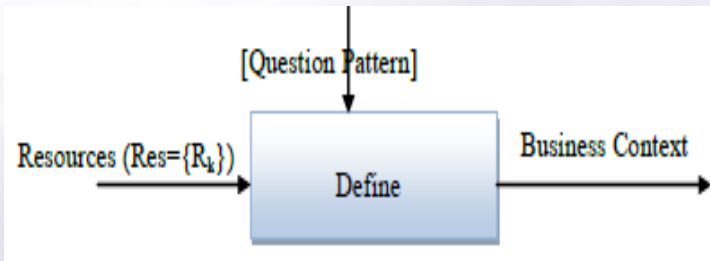 [Question Pattern]
Resources (Res={Rk})
Define
Business Context